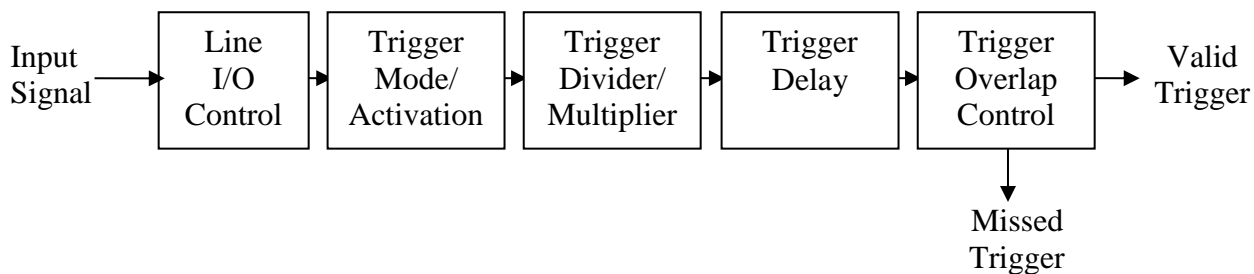 Input
Signal
Line
I/O
Control
Trigger
Mode/
Activation
Trigger
Divider/
Multiplier
Trigger
Delay
Trigger
Overlap
Control
Valid
Trigger
Missed
Trigger